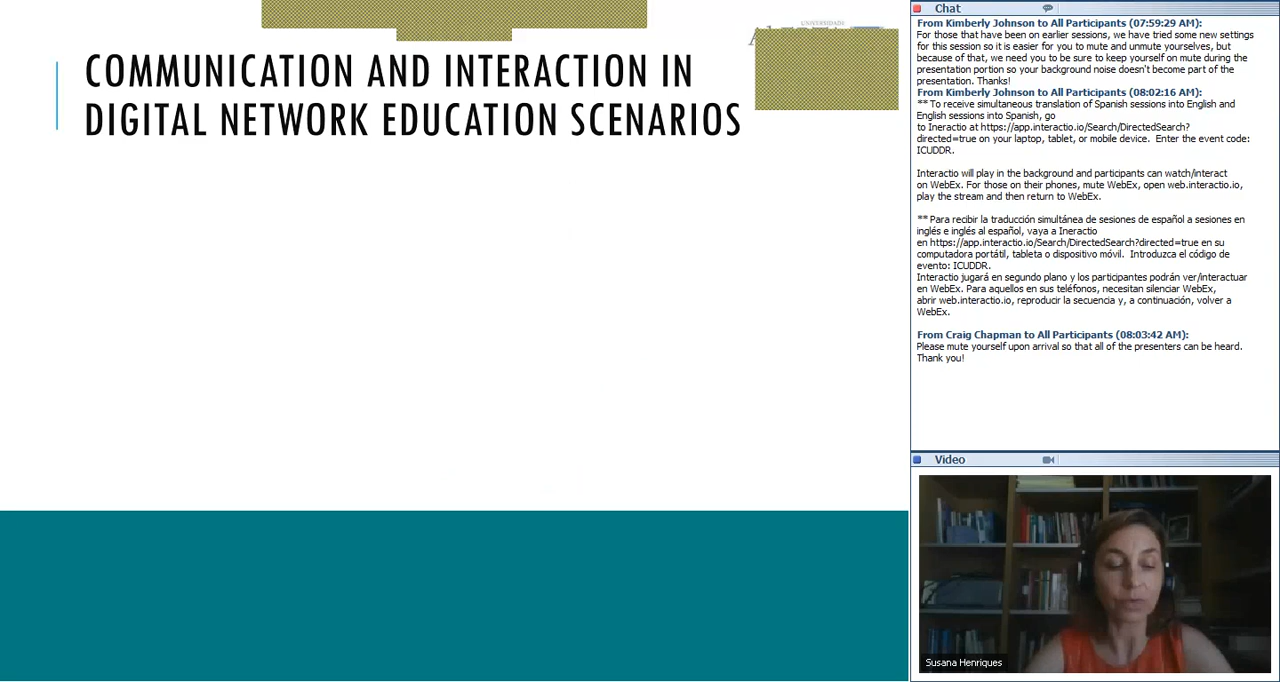 UNIVERSIDADE
COMMUNICATION AND INTERACTION IN
DIGITAL NETWORK EDUCATION SCENARIOS
Chat
From Kimberly Johnson to All Participants (07:59:29 AM):
For those that have been on earlier sessions, we have tried some new settings
for this session so it is easier for you to mute and unmute yourselves, but
because of that, we need you to be sure to keep yourself on mute during the
presentation portion so your background noise doesn't become part of the
presentation. Thanks!
From Kimberly Johnson to All Participants (08:02:16 AM):
** To receive simultaneous translation of Spanish sessions into English and
English sessions into Spanish, go
to Ineractio at https://app.interactio.io/Search/DirectedSearch?
directed=true on your laptop, tablet, or mobile device. Enter the event code:
ICUDDR.
Interactio will play in the background and participants can watch/interact
on WebEx. For those on their phones, mute WebEx, open web.interactio.io,
play the stream and then return to WebEx.
** Para recibir la traducción simultánea de sesiones de español a sesiones en
inglés e inglés al español, vaya a Ineractio
en https://app.interactio.io/Search/DirectedSearch?directed=true en su
computadora portátil, tableta o dispositivo móvil. Introduzca el código de
evento: ICUDDR.
Interactio jugará en segundo plano y los participantes podrán ver/interactuar
en WebEx. Para aquellos en sus teléfonos, necesitan silenciar WebEx,
abrir web.interactio.io, reproducir la secuencia y, a continuación, volver a
WebEx.
From Craig Chapman to All Participants (08:03:42 AM):
Please mute yourself upon arrival so that all of the presenters can be heard.
Thank you!
Video
Susana Henriques